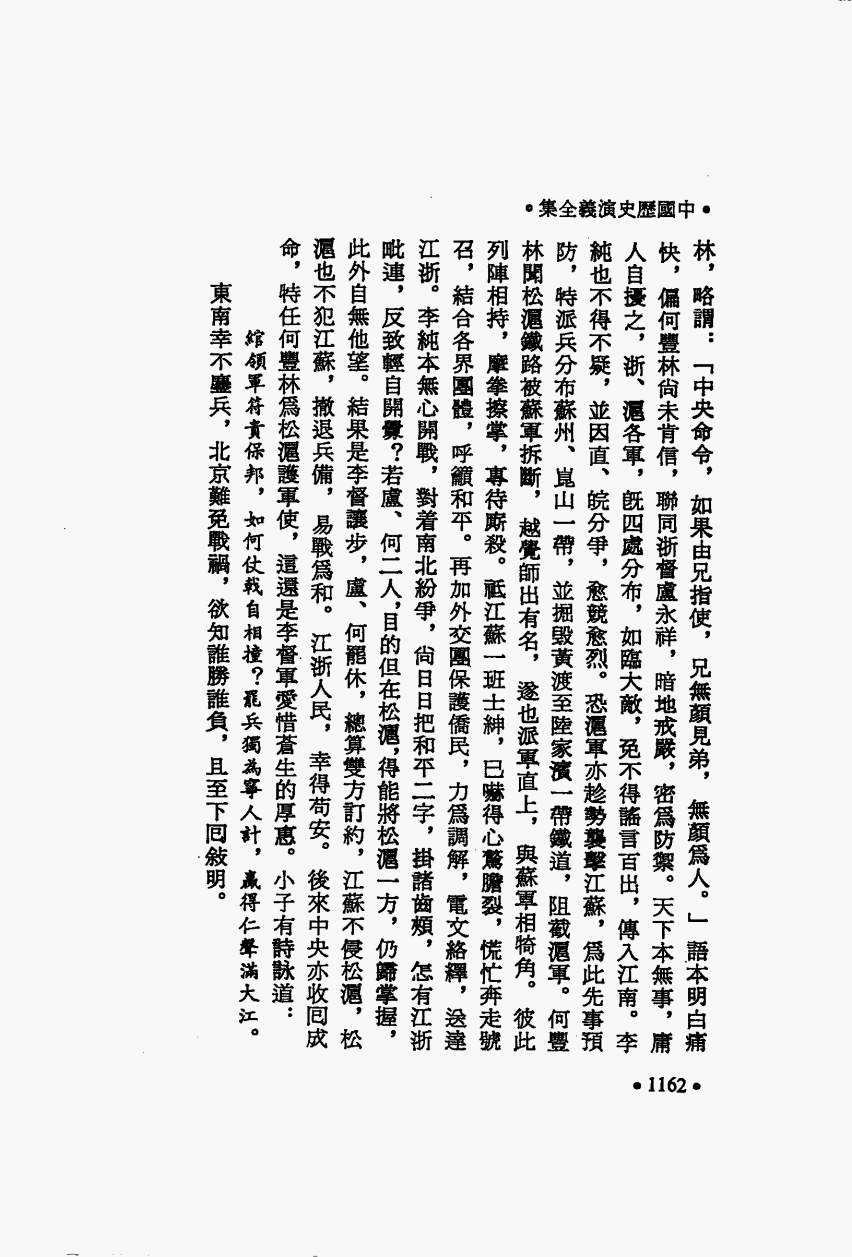 •中國歷史演義全集•
林，略謂：「中央命令，如果由兄指使，兄無顏見弟，無顏爲人。」語本明白痛
快，偏何豐林尙未肯信，聯同浙督盧永祥，暗地戒嚴，密爲防禦。天下本無事，庸
人自擾之，浙、滬各軍，旣四處分布，如臨大敵，免不得謠言百出，傳入江南。李
純也不得不疑，並因直、皖分爭，愈競愈烈。恐滬軍亦趁勢襲擊江蘇，爲此先事預
防，特派兵分布蘇州、崑山一帶，並掘毀黃渡至陸家濱一帶鐵道，阻截滬軍。何豐
林聞松滬鐵路被蘇軍拆斷，越覺師出有名，遂也派軍直上，與蘇軍相犄角。彼此
列陣相持，摩拳擦掌，專待廝殺。祗江蘇一班士紳，已嚇得心驚膽裂，慌忙奔走號
召，結合各界團體，呼籲和平。再加外交團保護僑民，力爲調解，電文絡繹，送達
江浙。李純本無心開戰，對着南北紛爭，尙日日把和平二字，掛諸齒頰，怎有江浙
毗連，反致輕自開釁？若盧、何二人，目的但在松滬，得能將松滬一方，仍歸掌握，
此外自無他望。結果是李督讓步，盧、何罷休，總算雙方訂約，江蘇不侵松滬，松
滬也不犯江蘇，撤退兵備，易戰爲和。江浙人民，幸得苟安。後來中央亦收回成
命，特任何豐林爲松滬護軍使，這還是李督軍愛惜蒼生的厚惠。小子有詩詠道：
綰領軍符貴保邦，如何仗戟自相撞？罷兵獨為寧人計，贏得仁聲滿大江。
東南幸不鏖兵，北京難免戰禍，欲知誰勝誰負，且至下回敍明。
•1162•